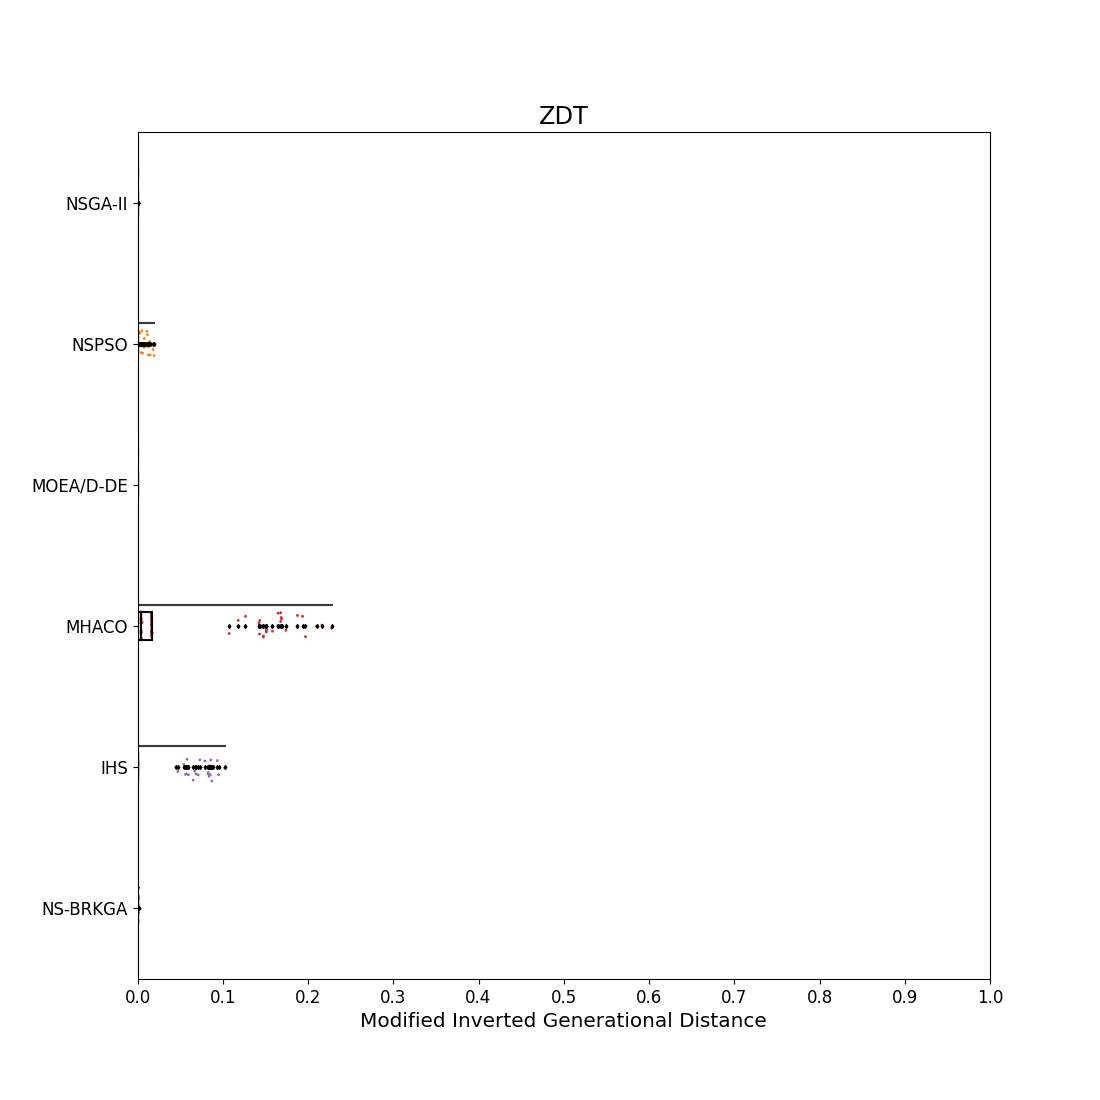 ZDT
NSGA-II
NSPSO
MOEA/D-DE
MHACO
IHS
NS-BRKGA
0.0 0.1 0.2 0.3 0.4 0.5 0.6 0.7 0.8 0.9 1.0
Modified Inverted Generational Distance